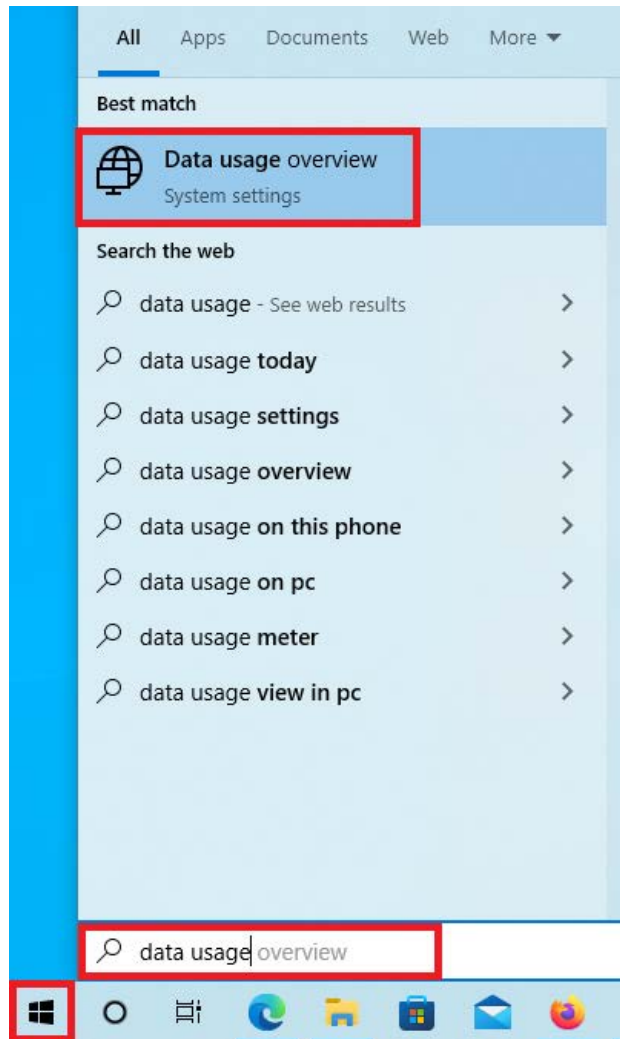 All Apps Documents Web More
Best match
Data usage overview
System settings
Search the web
data usage - See web results
data usage today
data usage settings
data usage overview
data usage on this phone
data usage on pc
data usage meter
data usage view in pc
data usage overview